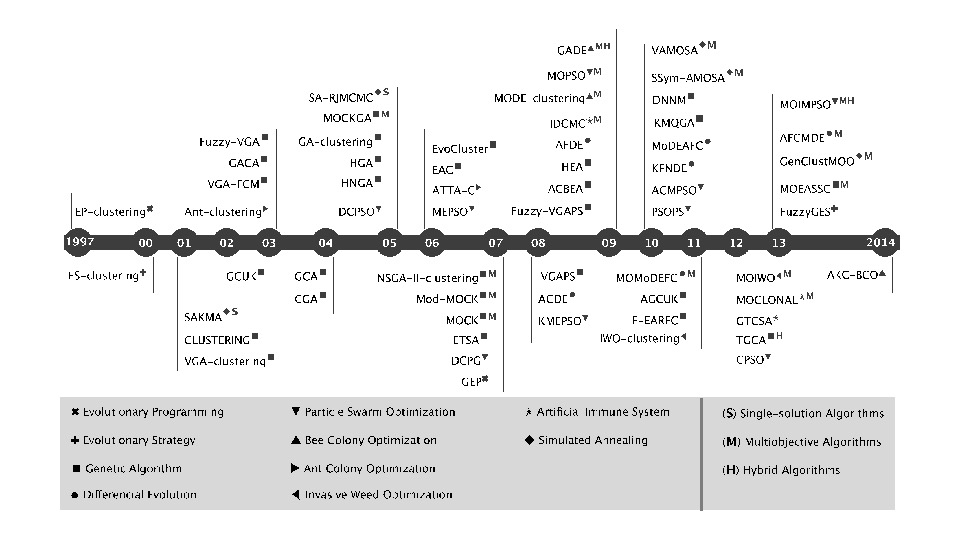 GADE MH
MOPSO M
MODE clustering M
IDCMC M
AFDE
HEA
ACBEA
Fuzzy-VGAPS
VAMOSA M
SSym-AMOSA M
DNNM
KMQGA
MoDEAFC
KFNDE
ACMPSO
PSOPS
SA-RJMCMC S
MOCKGA M
GA-clustering
HGA
HNGA
DCPSO
MOIMPSO MH
AFCMDE M
GenClustMOO M
MOEASSC M
FuzzyGES
Fuzzy-VGA
GACA
VGA-FCM
Ant-clustering
EvoCluster
EAC
ATTA-C
MEPSO
EP-clustering
1997 00 01 02 03 04 05 06 07 08 09 10 11 12 13 2014
ES-clustering
GCUK
GCA
CGA
SAKMA S
CLUSTERING
VGA-clustering
NSGA-II-clustering M
Mod-MOCK M
MOCK M
ETSA
DCPG
GEP
VGAPS
ACDE
KMEPSO
MOMoDEFC M
AGCUK
F-EARFC
IWO-clustering
MOIWO M
MOCLONAL M
GTCSA
TGCA H
CPSO
AKC-BCO
Evolutionary Programming
Evolutionary Strategy
Genetic Algorithm
Differencial Evolution
Particle Swarm Optimization
Bee Colony Optimization
Ant Colony Optimization
Invasive Weed Optimization
Artificial Immune System
Simulated Annealing
(S) Single-solution Algorithms
(M) Multiobjective Algorithms
(H) Hybrid Algorithms